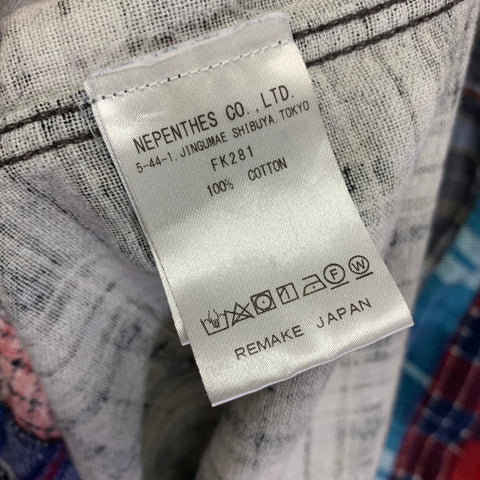 NEPENTHES CO.,LTD.
5-44-1, JINGUMAE SHIBUYA, TOKYO
FK281
100% COTTON
F W
REMAKE JAPAN